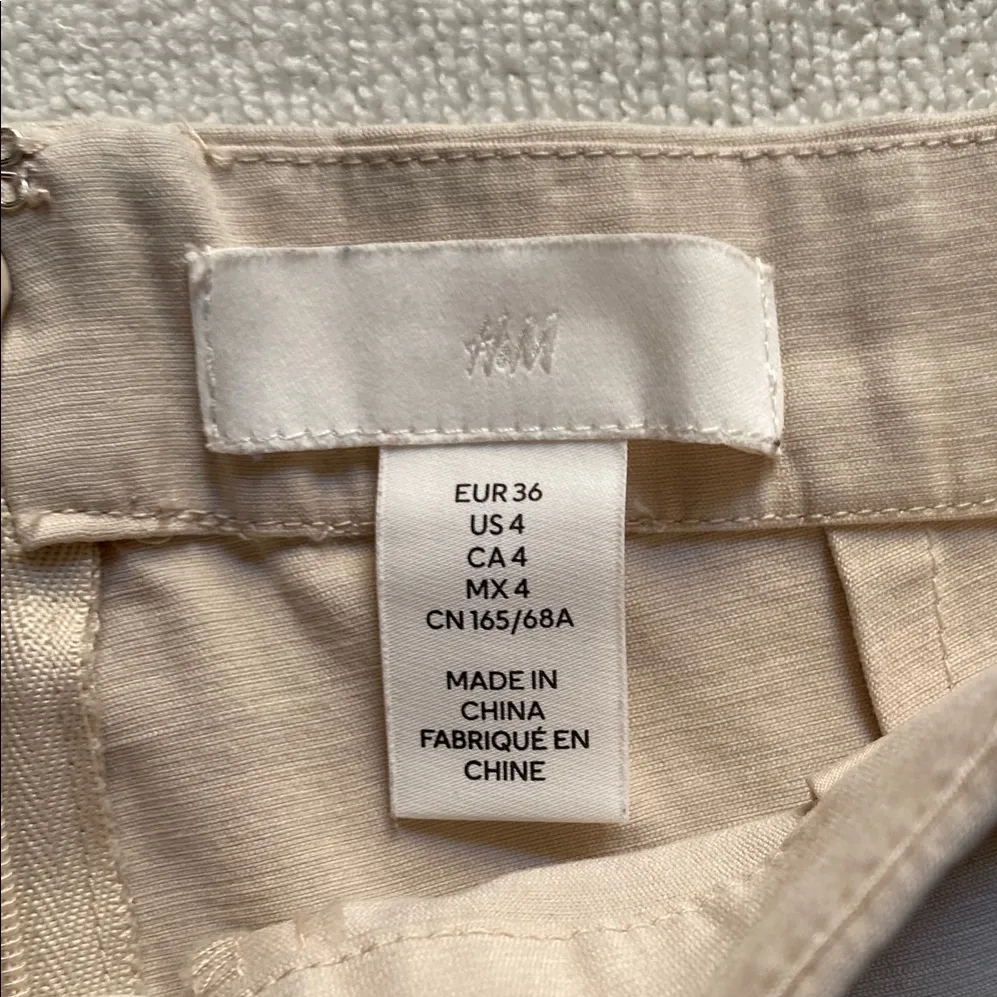 H&M
EUR 36
US 4
CA 4
MX 4
CN 165/68A
MADE IN
CHINA
FABRIQUÉ EN
CHINE